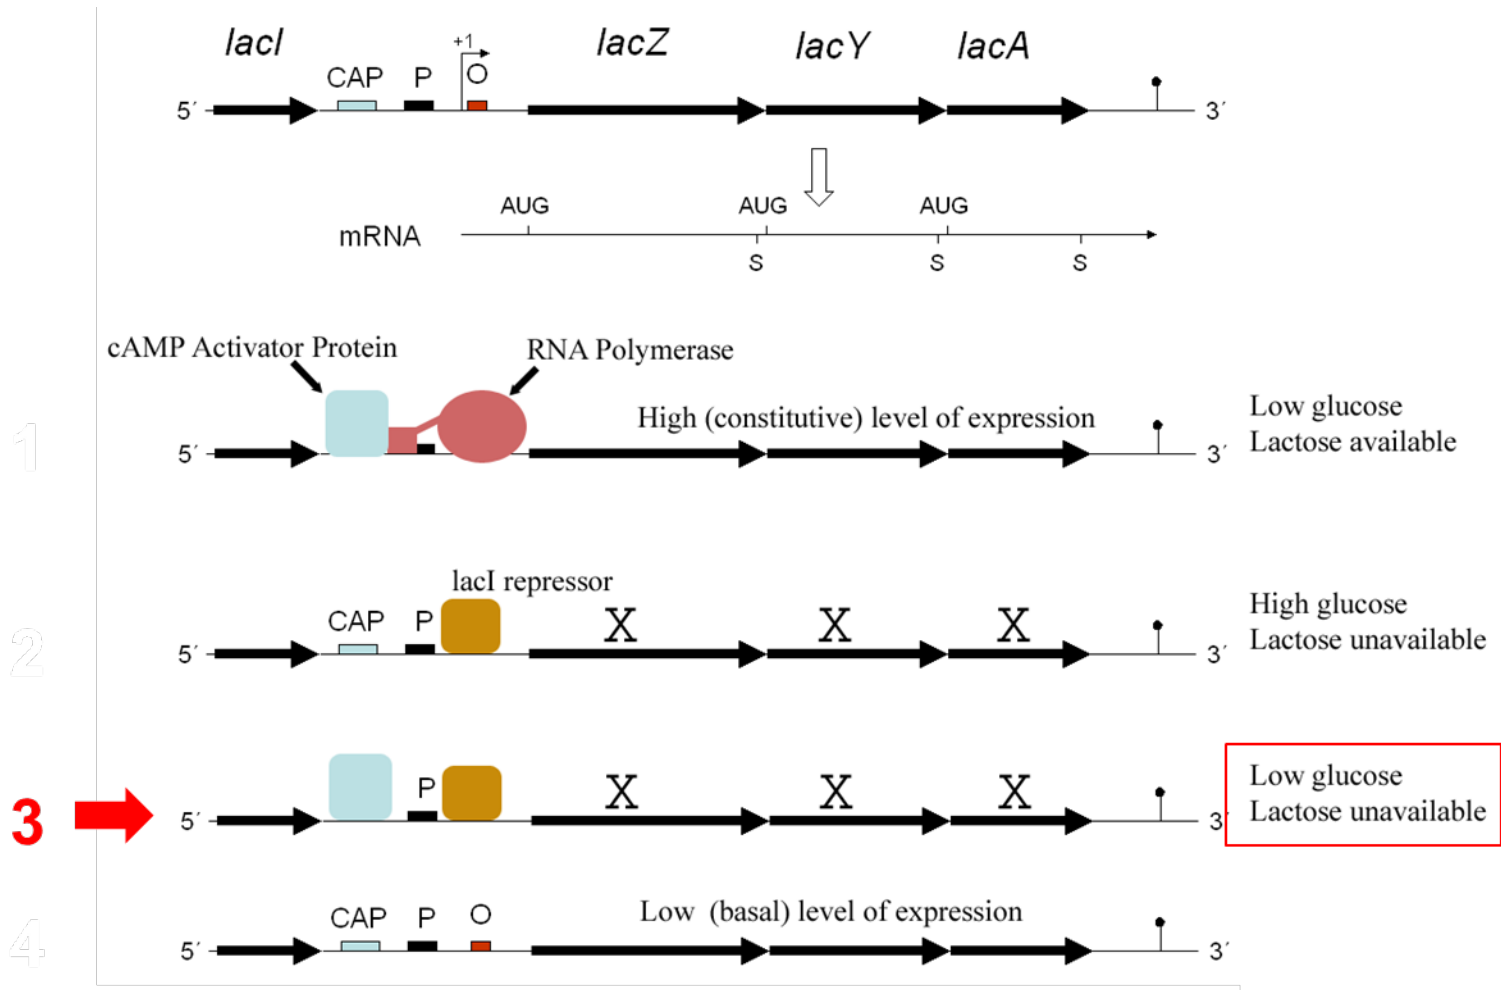 lacI
lacZ
lacY
lacA
+1
CAP P O
5´ 3´
AUG AUG AUG
mRNA
S S S
cAMP Activator Protein
RNA Polymerase
1
High (constitutive) level of expression
Low glucose
Lactose available
5´ 3´
2
lacI repressor
CAP P X X X
High glucose
Lactose unavailable
5´ 3´
3
P X X X
Low glucose
Lactose unavailable
5´ 3´
4
CAP P O
Low (basal) level of expression
5´ 3´